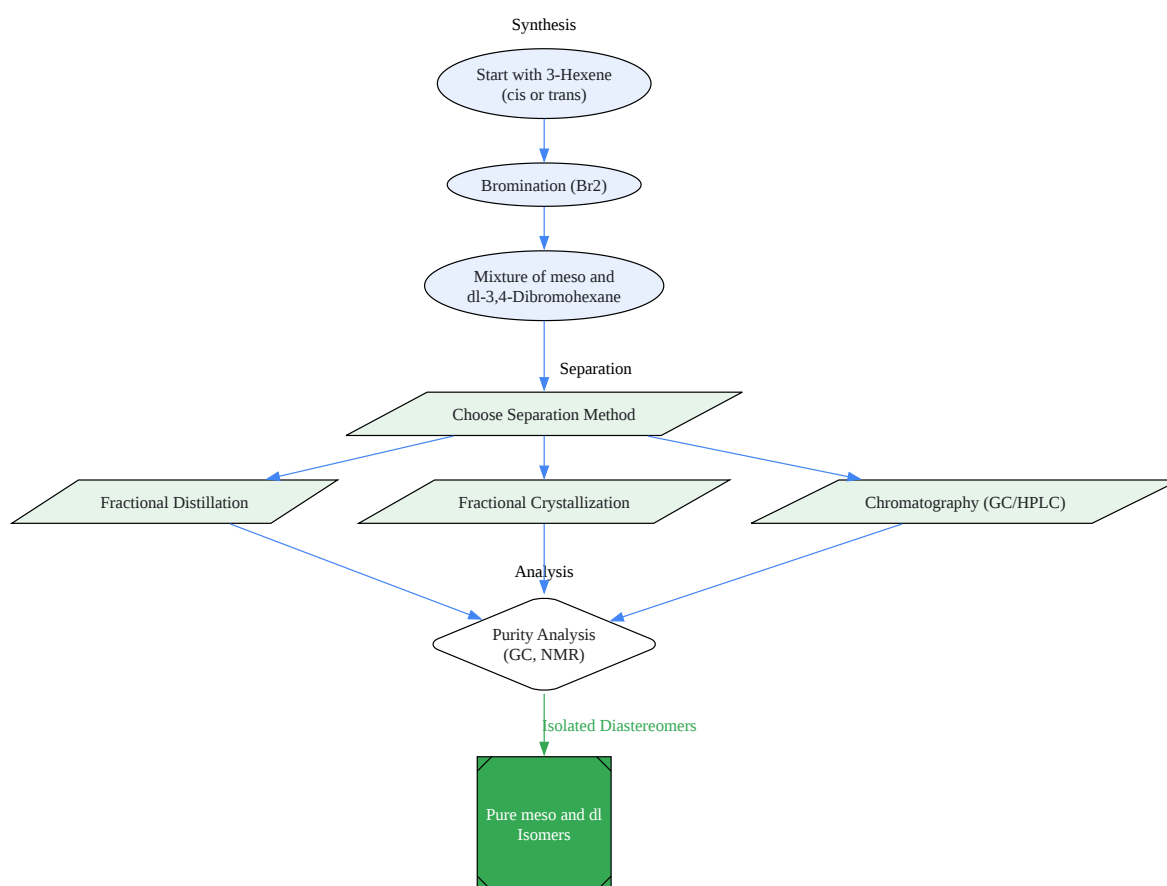 Synthesis
Start with 3-Hexene
(cis or trans)
Bromination (Br2)
Mixture of meso and
dl-3,4-Dibromohexane
Separation
Choose Separation Method
Fractional Distillation
Fractional Crystallization
Chromatography (GC/HPLC)
Analysis
Purity Analysis
(GC, NMR)
Isolated Diastereomers
Pure meso and dl
Isomers